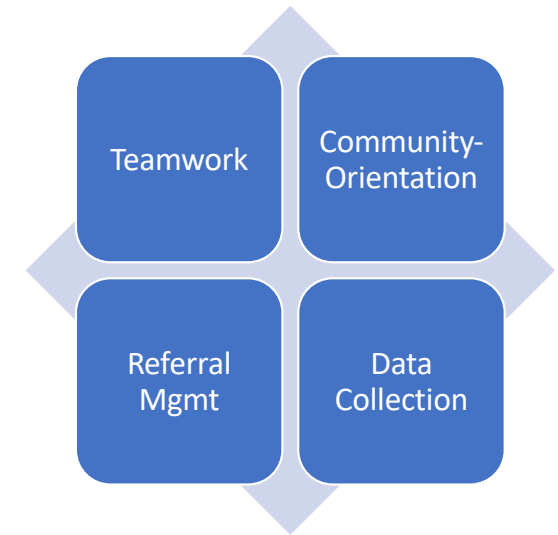 Teamwork
Community-
Orientation
Referral
Mgmt
Data
Collection